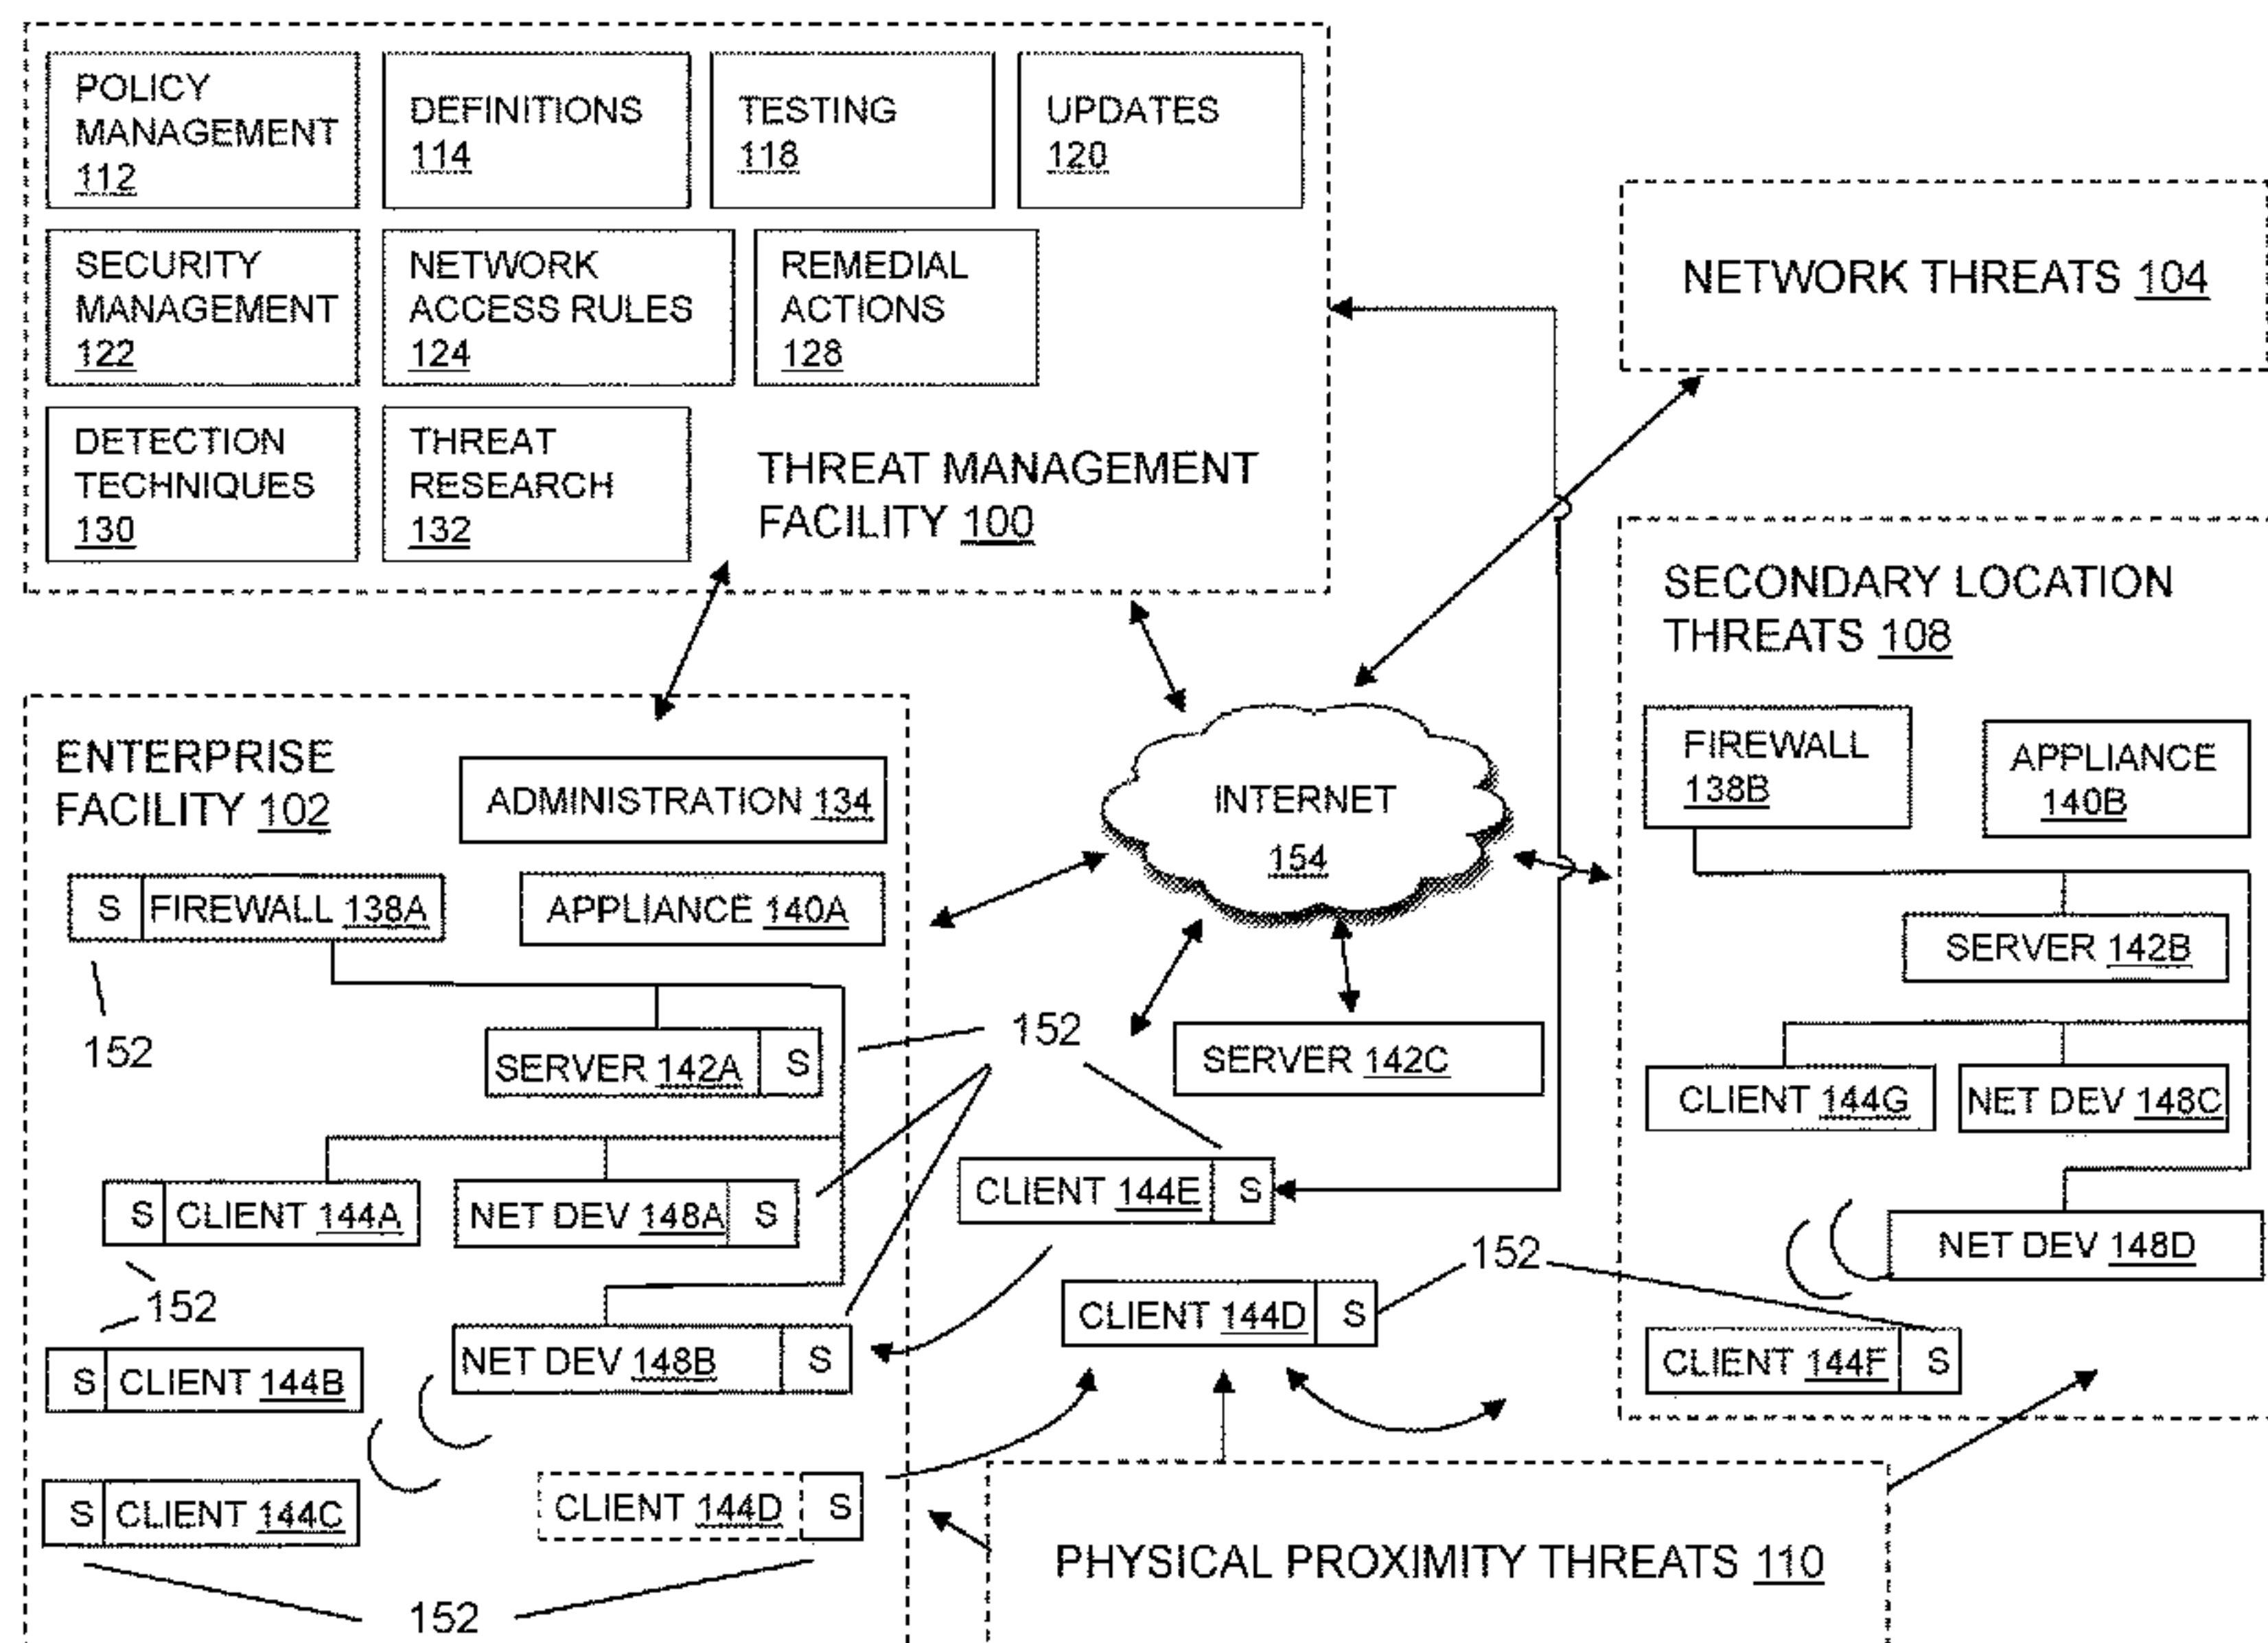 POLICY
MANAGEMENT
112
DEFINITIONS
114
TESTING
118
UPDATES
120
SECURITY
MANAGEMENT
122
NETWORK
ACCESS RULES
124
REMEDIAL
ACTIONS
128
DETECTION
TECHNIQUES
130
THREAT
RESEARCH
132
THREAT MANAGEMENT
FACILITY 100
NETWORK THREATS 104
SECONDARY LOCATION
THREATS 108
FIREWALL
138B
APPLIANCE
140B
SERVER 142B
CLIENT 144G
NET DEV 148C
NET DEV 148D
CLIENT 144F S
ENTERPRISE
FACILITY 102
ADMINISTRATION 134
S FIREWALL 138A
APPLIANCE 140A
152
SERVER 142A S
S CLIENT 144A
NET DEV 148A S
152
S CLIENT 144B
NET DEV 148B S
S CLIENT 144C
CLIENT 144D S
152
INTERNET
154
152
SERVER 142C
CLIENT 144E S
152
CLIENT 144D S
PHYSICAL PROXIMITY THREATS 110